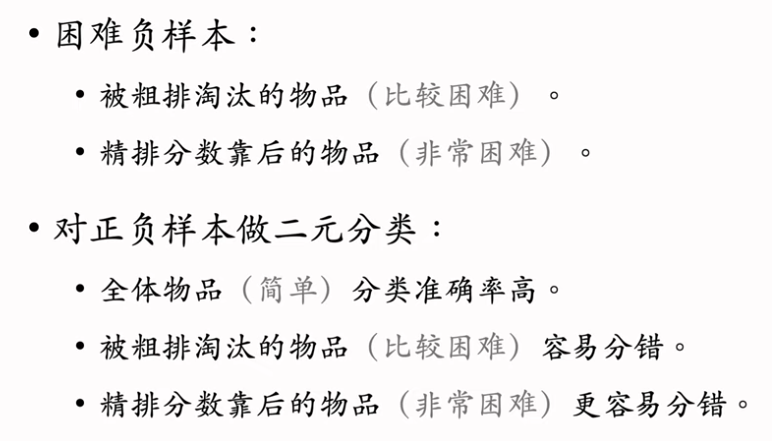 • 困难负样本：
• 被粗排淘汰的物品（比较困难）。
• 精排分数靠后的物品（非常困难）。
• 对正负样本做二元分类：
• 全体物品（简单）分类准确率高。
• 被粗排淘汰的物品（比较困难）容易分错。
• 精排分数靠后的物品（非常困难）更容易分错。